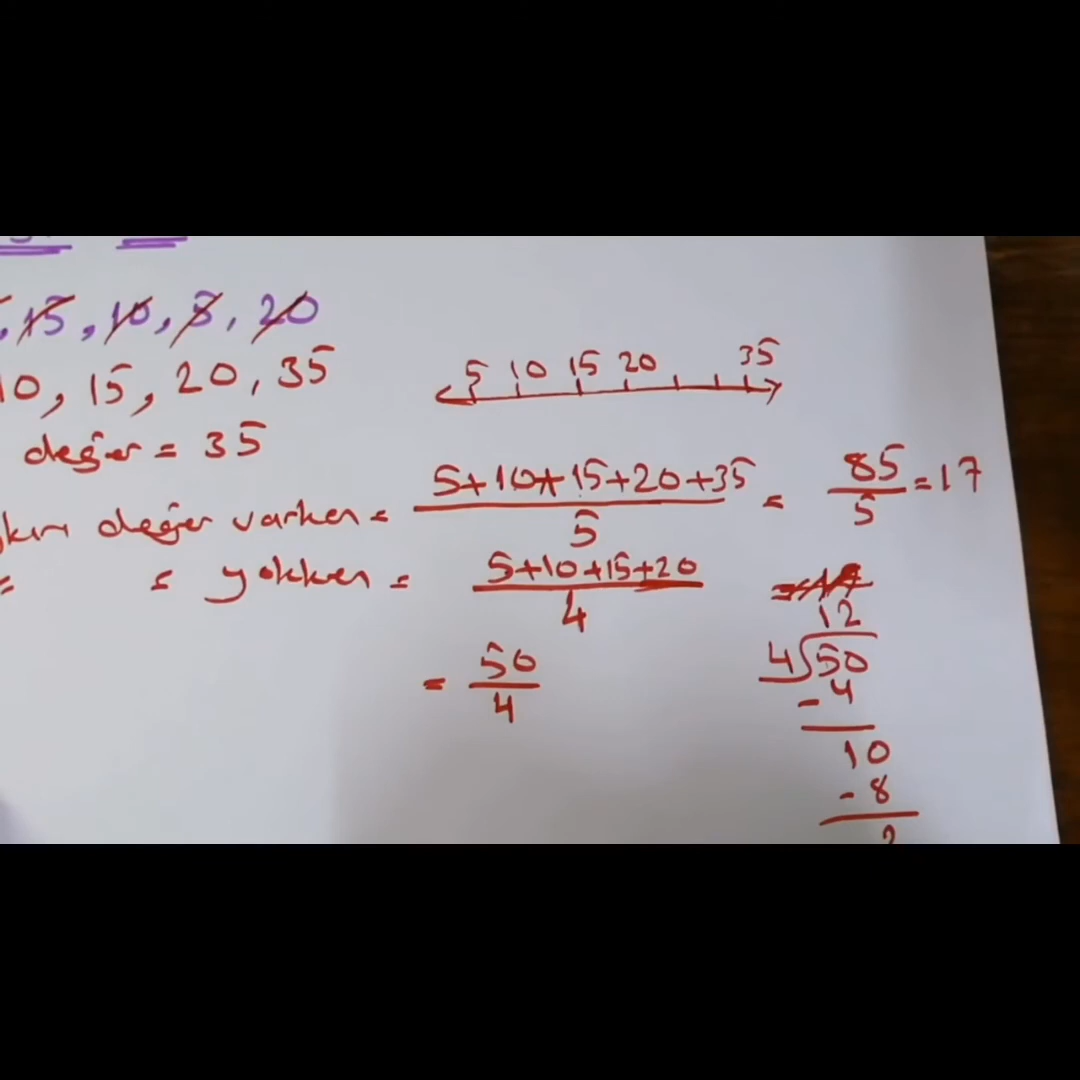 15, 10, 5, 20
10, 15, 20, 35
5 10 15 20 35
değer = 35
değer varken = 5+10+15+20+35 / 5 = 85 / 5 = 17
= = yokken = 5+10+15+20 / 4
= 50 / 4
12
4 50
- 4
10
- 8
2